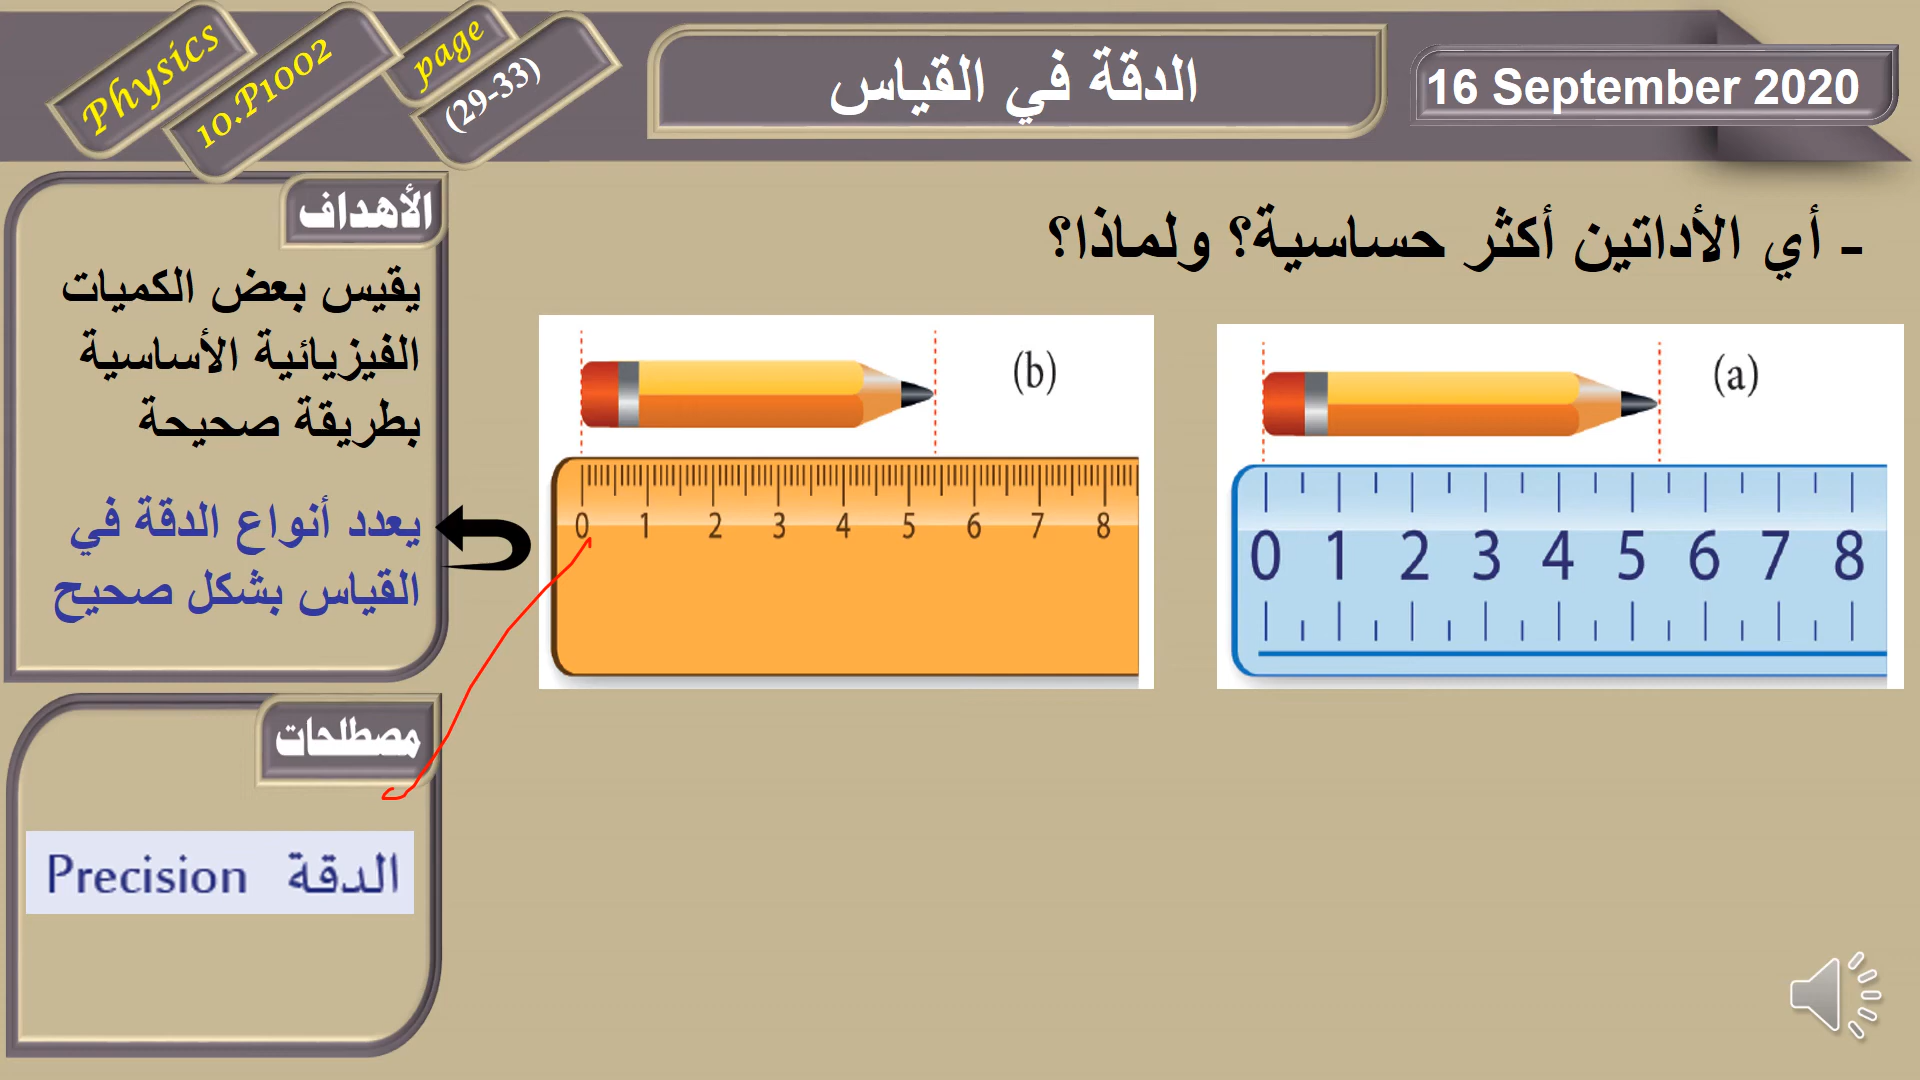 Physics
10.P1002
page
(29-33)
الدقة في القياس
16 September 2020
- أي الأداتين أكثر حساسية؟ ولماذا؟
الأهداف
يقيس بعض الكميات
الفيزيائية الأساسية
بطريقة صحيحة
يعدد أنواع الدقة في
القياس بشكل صحيح
(b)
0 1 2 3 4 5 6 7 8
(a)
0 1 2 3 4 5 6 7 8
مصطلحات
Precision الدقة